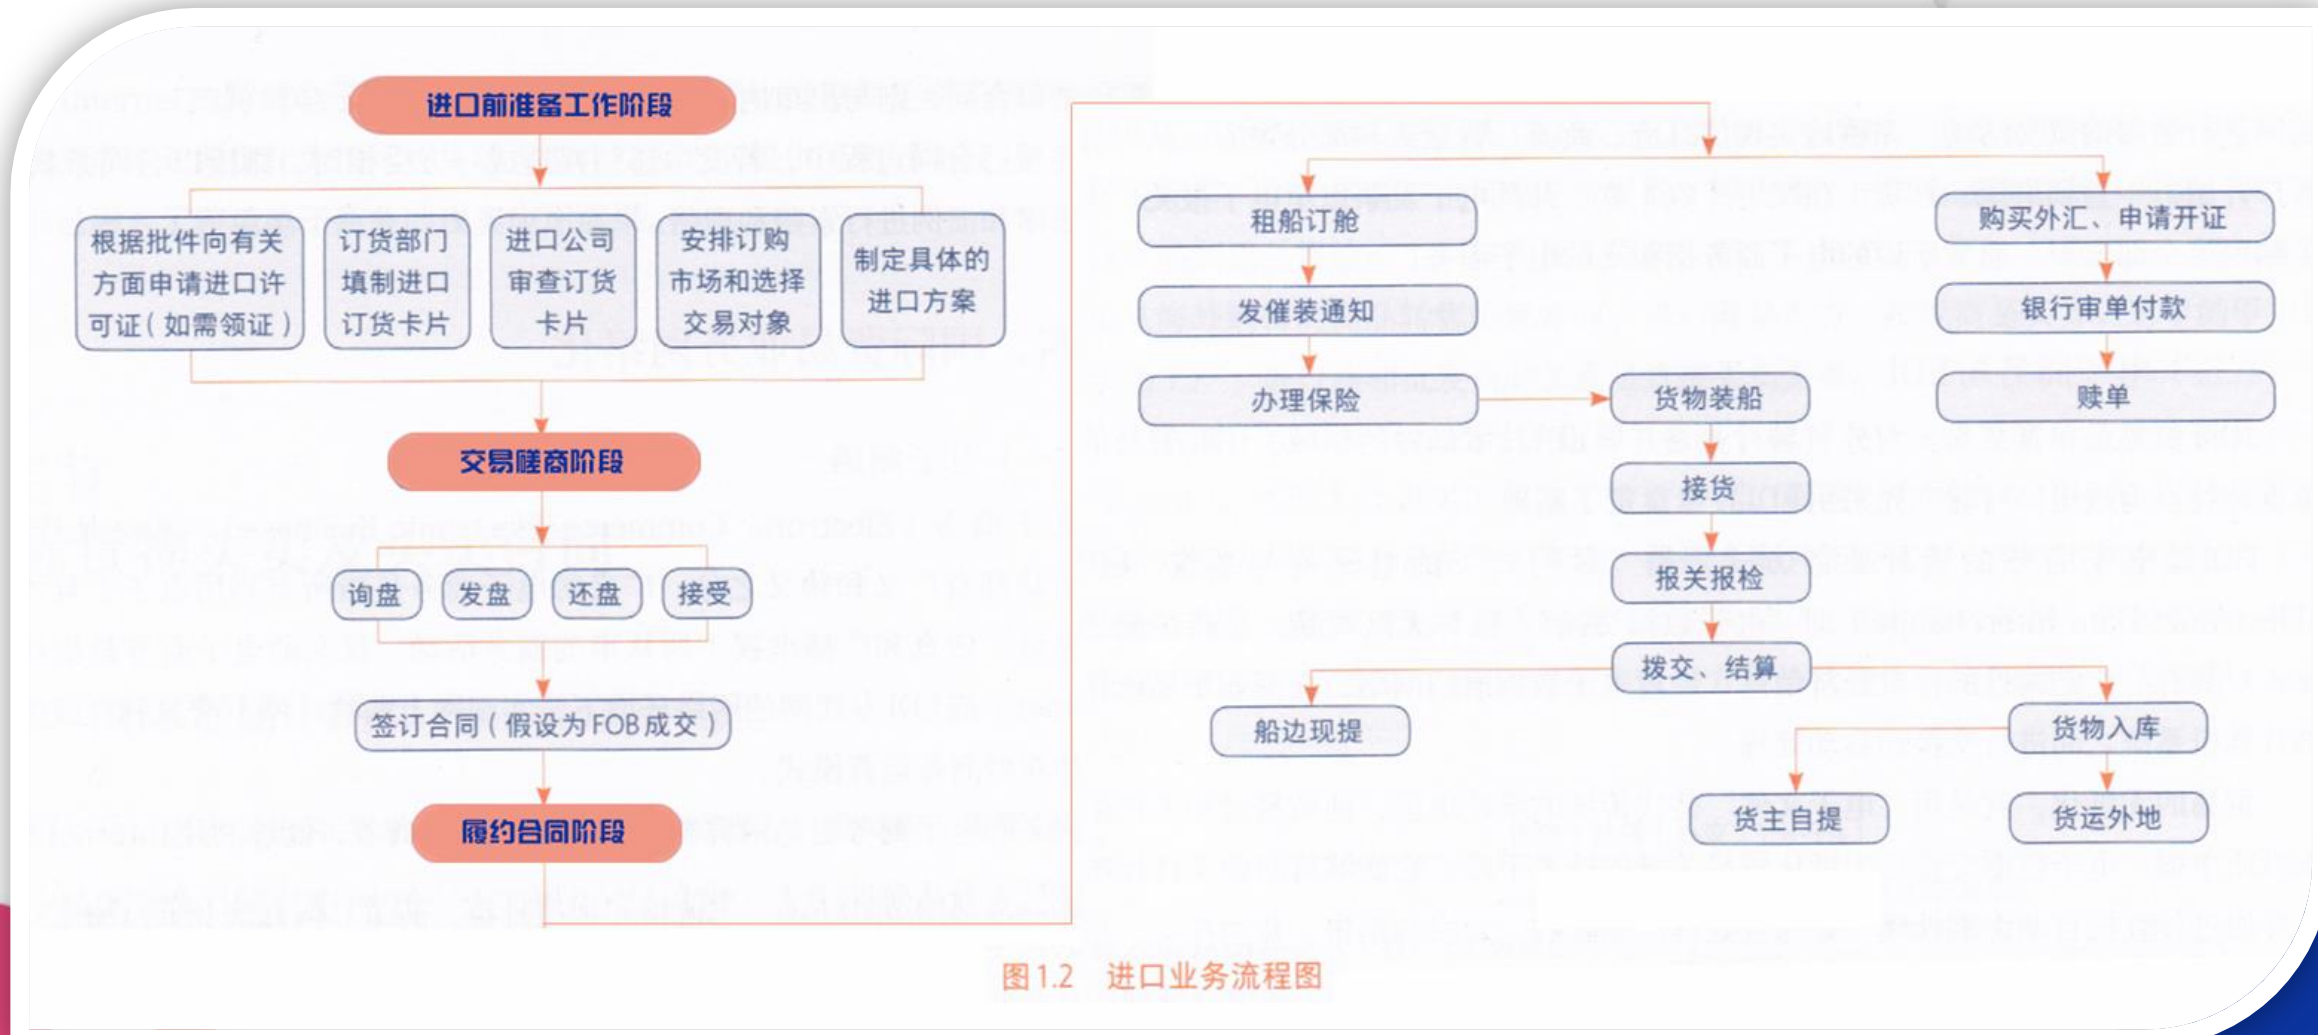 进口前准备工作阶段
根据批件向有关
方面申请进口许
可证（如需领证）
订货部门
填制进口
订货卡片
进口公司
审查订货
卡片
安排订购
市场和选择
交易对象
制定具体的
进口方案
交易磋商阶段
询盘
发盘
还盘
接受
签订合同（假设为FOB成交）
履约合同阶段
租船订舱
发催装通知
办理保险
货物装船
接货
报关报检
拨交、结算
船边现提
货物入库
货主自提
货运外地
购买外汇、申请开证
银行审单付款
赎单
图1.2 进口业务流程图